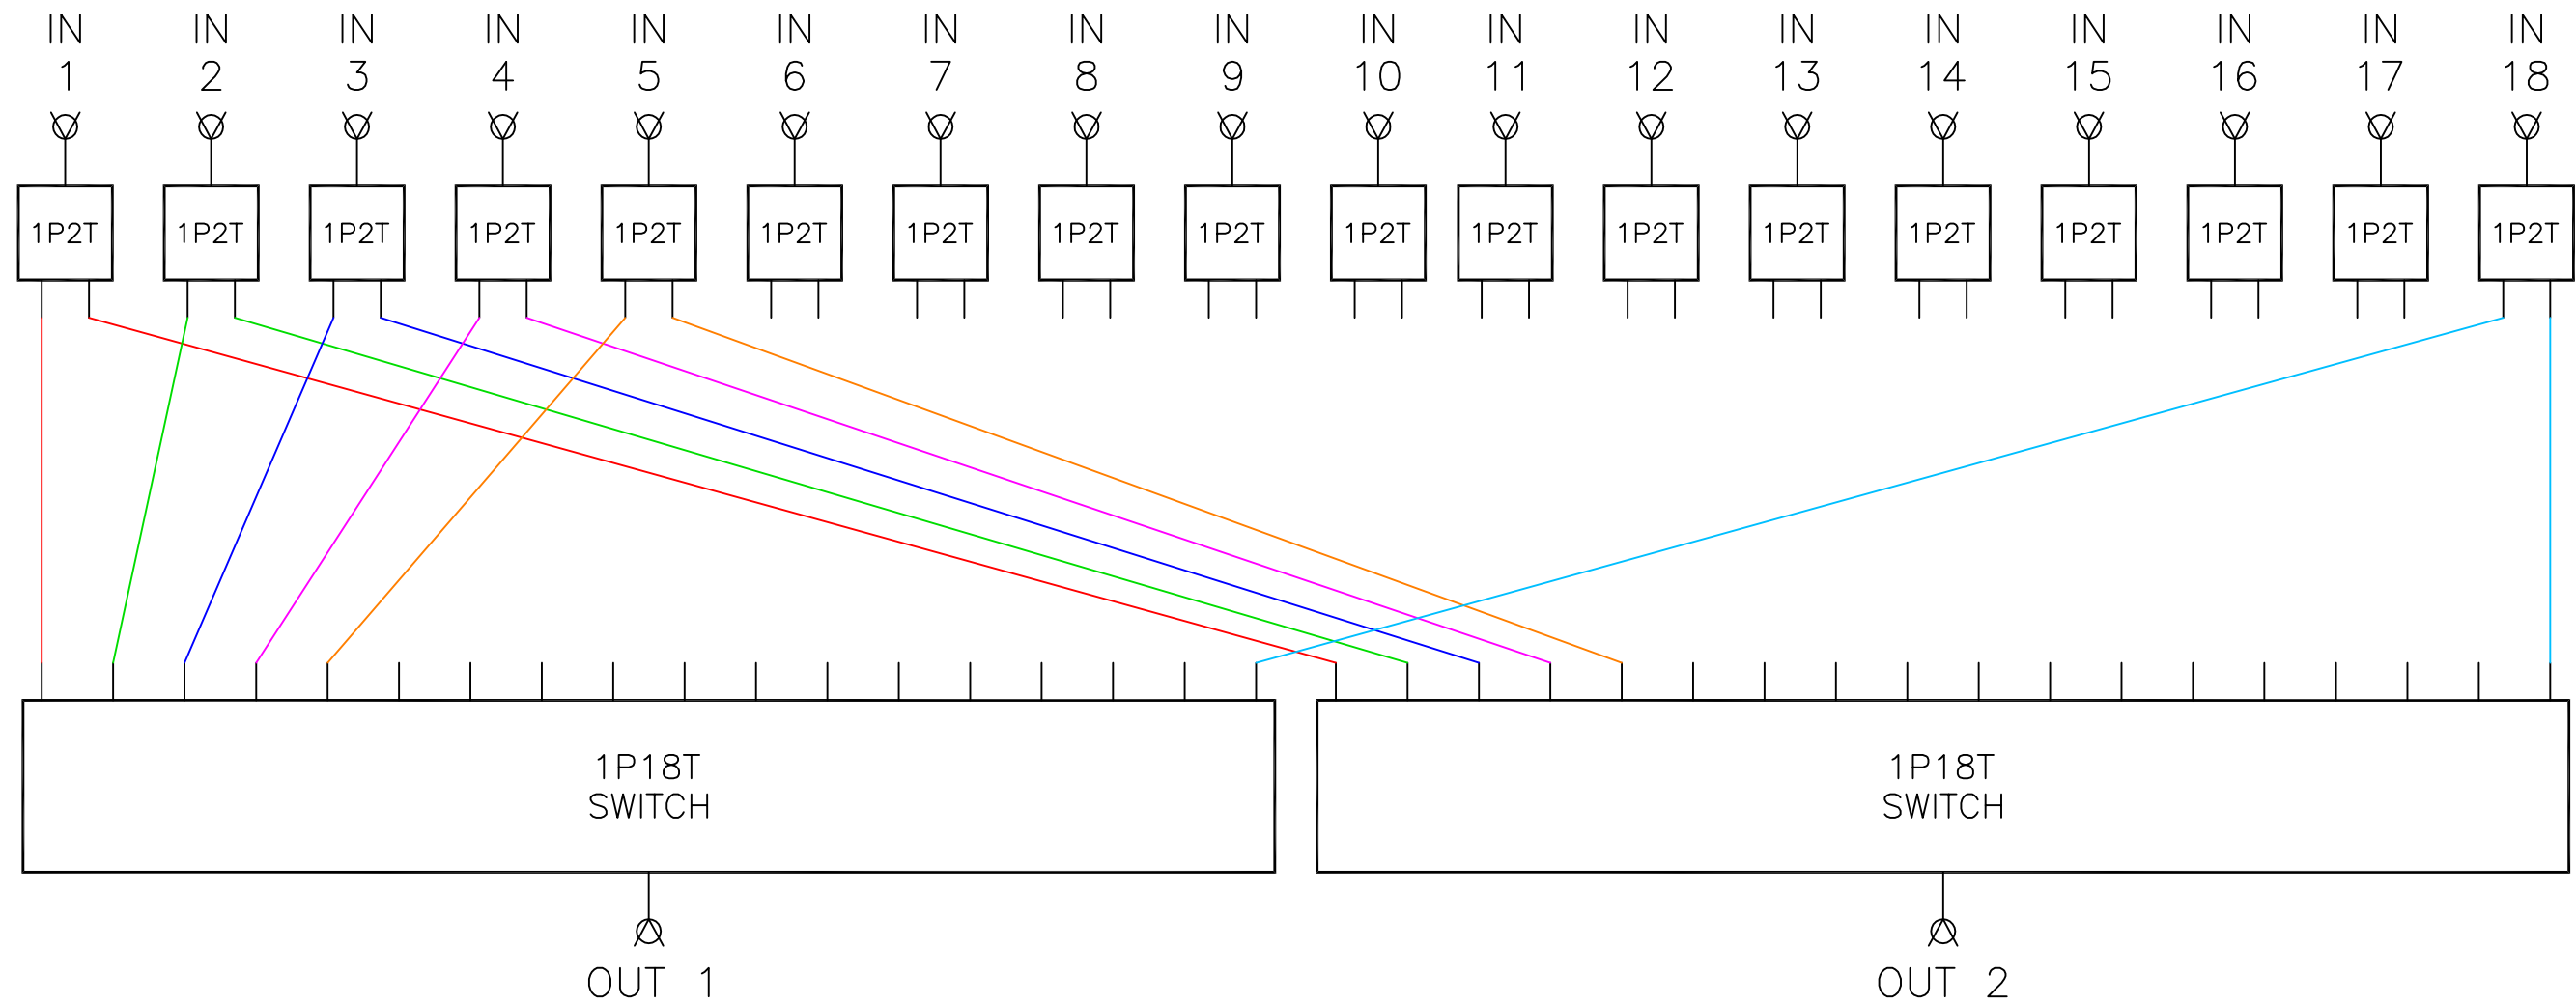 IN IN IN IN IN IN IN IN IN IN IN IN IN IN IN IN IN IN
1 2 3 4 5 6 7 8 9 10 11 12 13 14 15 16 17 18
1P2T 1P2T 1P2T 1P2T 1P2T 1P2T 1P2T 1P2T 1P2T 1P2T 1P2T 1P2T 1P2T 1P2T 1P2T 1P2T 1P2T 1P2T
1P18T
SWITCH
1P18T
SWITCH
OUT 1
OUT 2